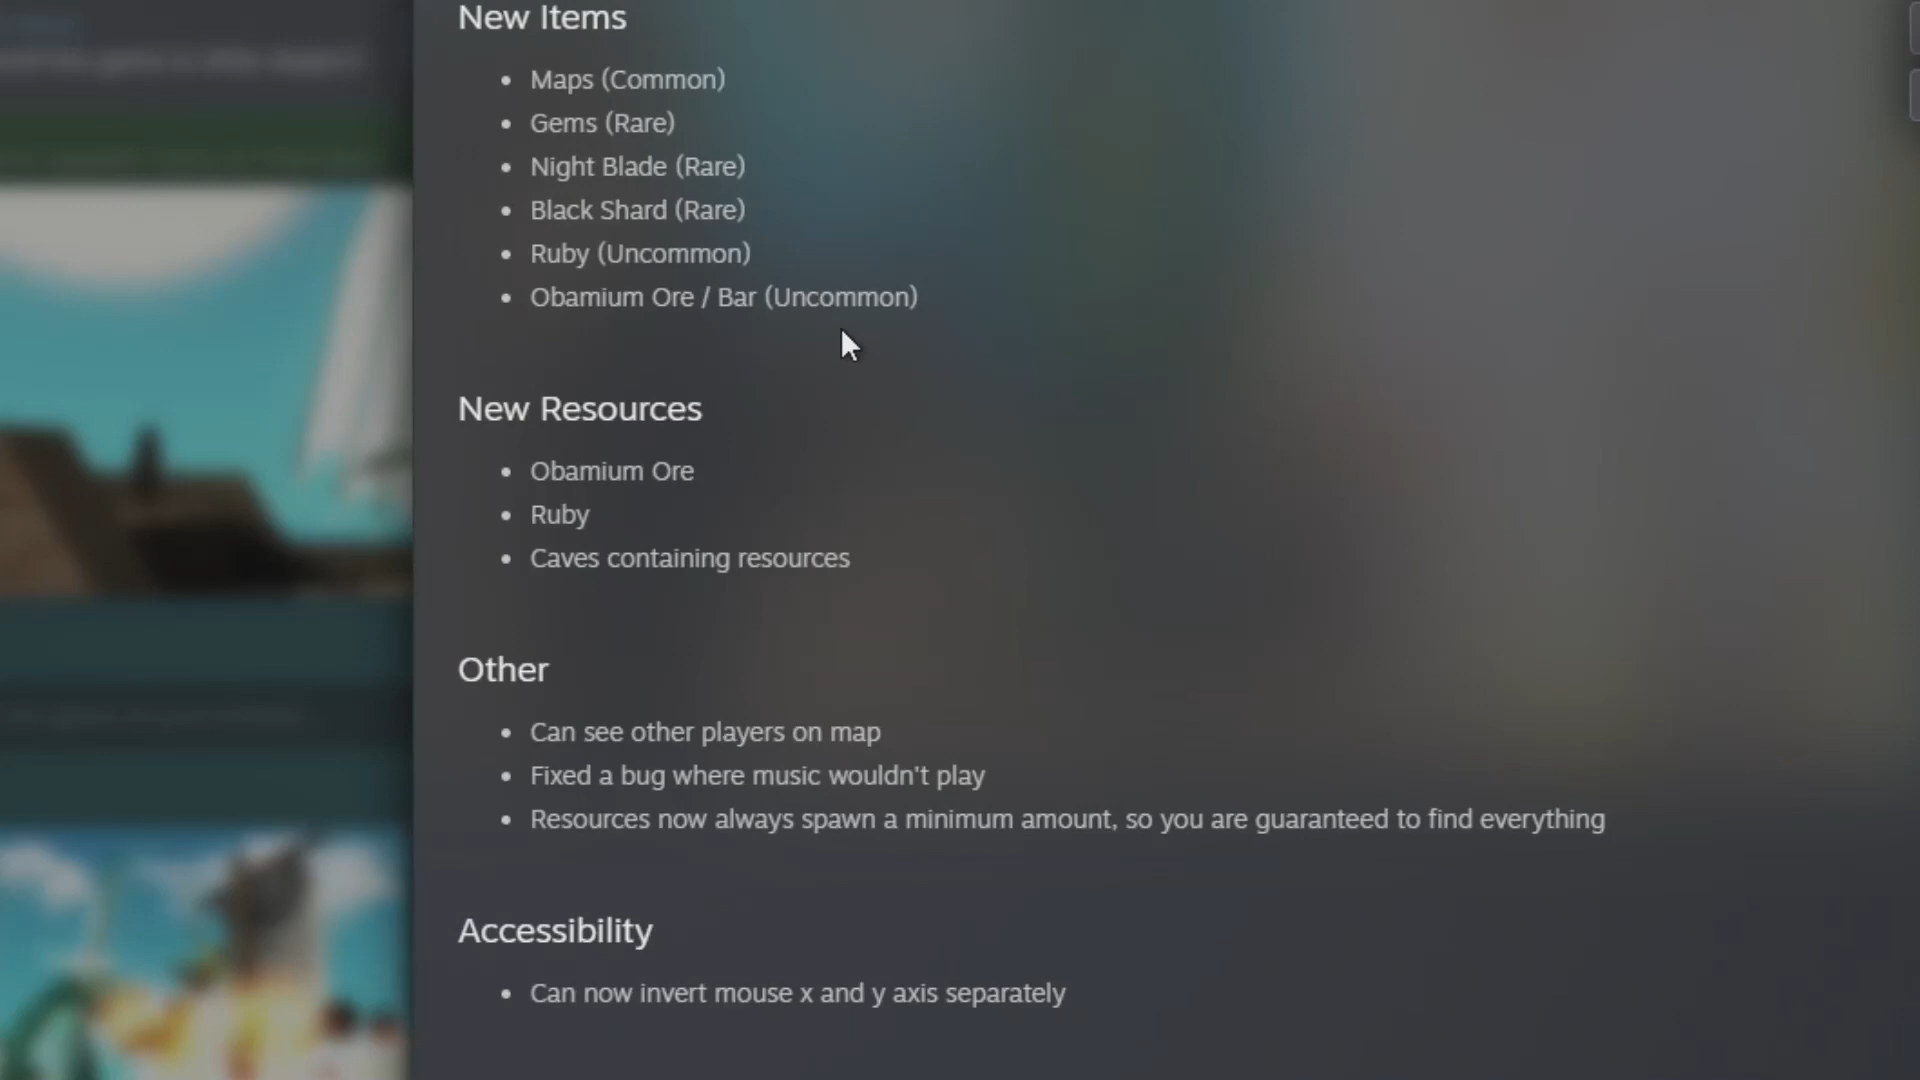 New Items
Maps (Common)
Gems (Rare)
Night Blade (Rare)
Black Shard (Rare)
Ruby (Uncommon)
Obamium Ore / Bar (Uncommon)
New Resources
Obamium Ore
Ruby
Caves containing resources
Other
Can see other players on map
Fixed a bug where music wouldn't play
Resources now always spawn a minimum amount, so you are guaranteed to find everything
Accessibility
Can now invert mouse x and y axis separately